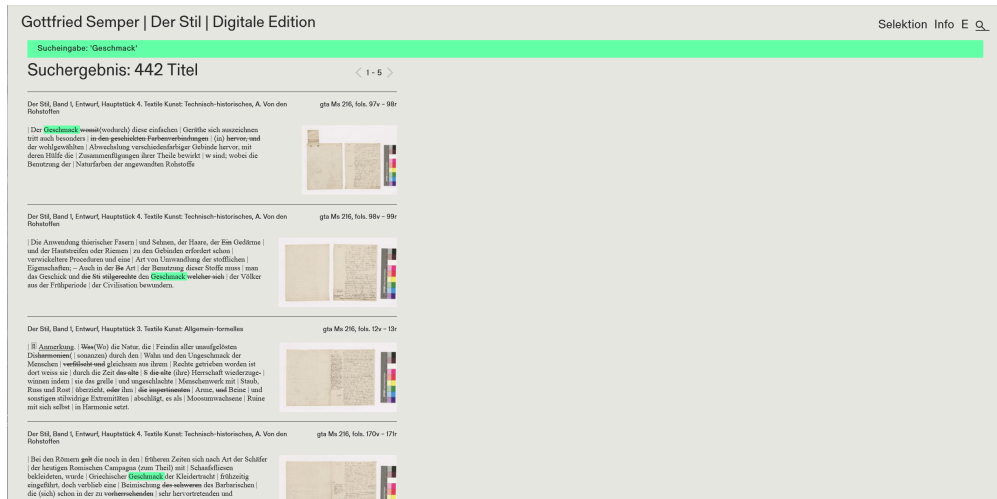 Gottfried Semper | Der Stil | Digitale Edition
Selektion Info E
Sucheingabe: 'Geschmack'
Suchergebnis: 442 Titel
1 - 5
Der Stil, Band 1, Entwurf, Hauptstück 4. Textile Kunst: Technisch-historisches, A. Von den
Rohstoffen
gta Ms 216, fols. 97v – 98r
| Der Geschmack womit(wodurch) diese einfachen | Geräthe sich auszeichnen
tritt auch besonders | in den geschickten Farbenverbindungen | (in) hervor, und
der wohlgewählten | Abwechslung verschiedenfarbiger Gebinde hervor, mit
deren Hülfe die | Zusammenfügungen ihrer Theile bewirkt | w sind; wobei die
Benutzung der | Naturfarben der angewandten Rohstoffe
Der Stil, Band 1, Entwurf, Hauptstück 4. Textile Kunst: Technisch-historisches, A. Von den
Rohstoffen
gta Ms 216, fols. 98v – 99r
| Die Anwendung thierischer Fasern | und Sehnen, der Haare, der Ein Gedärme |
und der Hautstreifen oder Riemen | zu den Gebinden erfordert schon |
verwickeltere Proceduren und eine | Art von Umwandlung der stofflichen |
Eigenschaften; – Auch in der Be Art | der Benutzung dieser Stoffe muss | man
das Geschick und die Sti stilgerechte den Geschmack welcher sich | der Völker
aus der Frühperiode | der Civilisation bewundern.
Der Stil, Band 1, Entwurf, Hauptstück 3. Textile Kunst: Allgemein-formelles
gta Ms 216, fols. 12v – 13r
| Anmerkung. | Was(Wo) die Natur, die | Feindin aller unaufgelösten
Disharmonien( | sonanzen) durch den | Wahn und den Ungeschmack der
Menschen | verfälscht und gleichsam aus ihrem | Rechte getrieben worden ist
dort weiss sie | durch die Zeit das alte | S die alte (ihre) Herrschaft wiederzuge- |
winnen indem | sie das grelle | und ungeschlachte | Menschenwerk mit | Staub,
Russ und Rost | überzieht, oder ihm | die impertinenten | Arme, und Beine | und
sonstigen stilwidrige Extremitäten | abschlägt, es als | Moosumwachsene | Ruine
mit sich selbst | in Harmonie setzt.
Der Stil, Band 1, Entwurf, Hauptstück 4. Textile Kunst: Technisch-historisches, A. Von den
Rohstoffen
gta Ms 216, fols. 170v – 171r
| Bei den Römern galt die noch in den | früheren Zeiten sich nach Art der Schäfer
| der heutigen Romischen Campagna (zum Theil) mit | Schaafsfliesen
bekleideten, wurde | Griechischer Geschmack der Kleidertracht | frühzeitig
eingeführt, doch verblieb eine | Beimischung des schweren des Barbarischen |
die (sich) schon in der zu vorherrschenden | sehr hervortretenden und